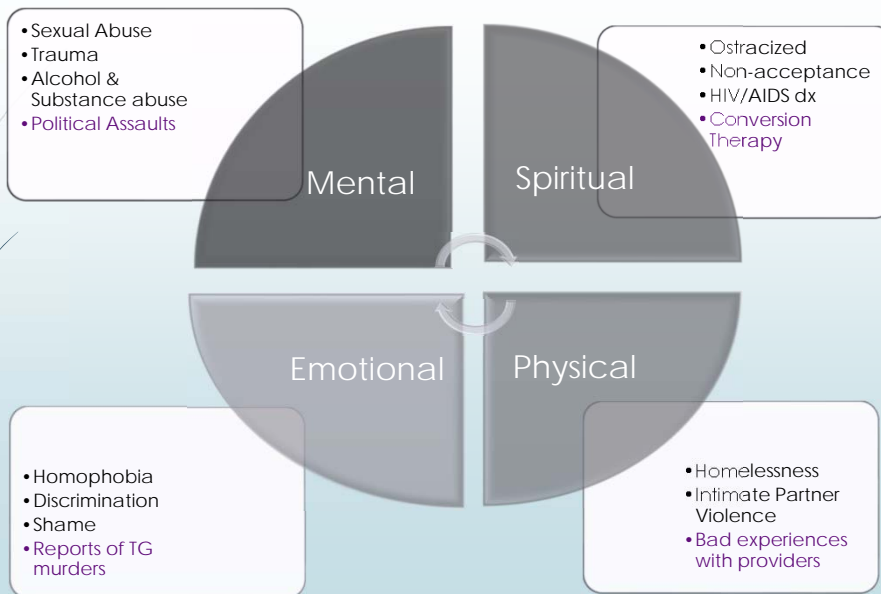 • Sexual Abuse
• Trauma
• Alcohol &
Substance abuse
• Political Assaults
Mental
• Ostracized
• Non-acceptance
• HIV/AIDS dx
• Conversion
Therapy
Spiritual
Emotional
• Homophobia
• Discrimination
• Shame
• Reports of TG
murders
Physical
• Homelessness
• Intimate Partner
Violence
• Bad experiences
with providers